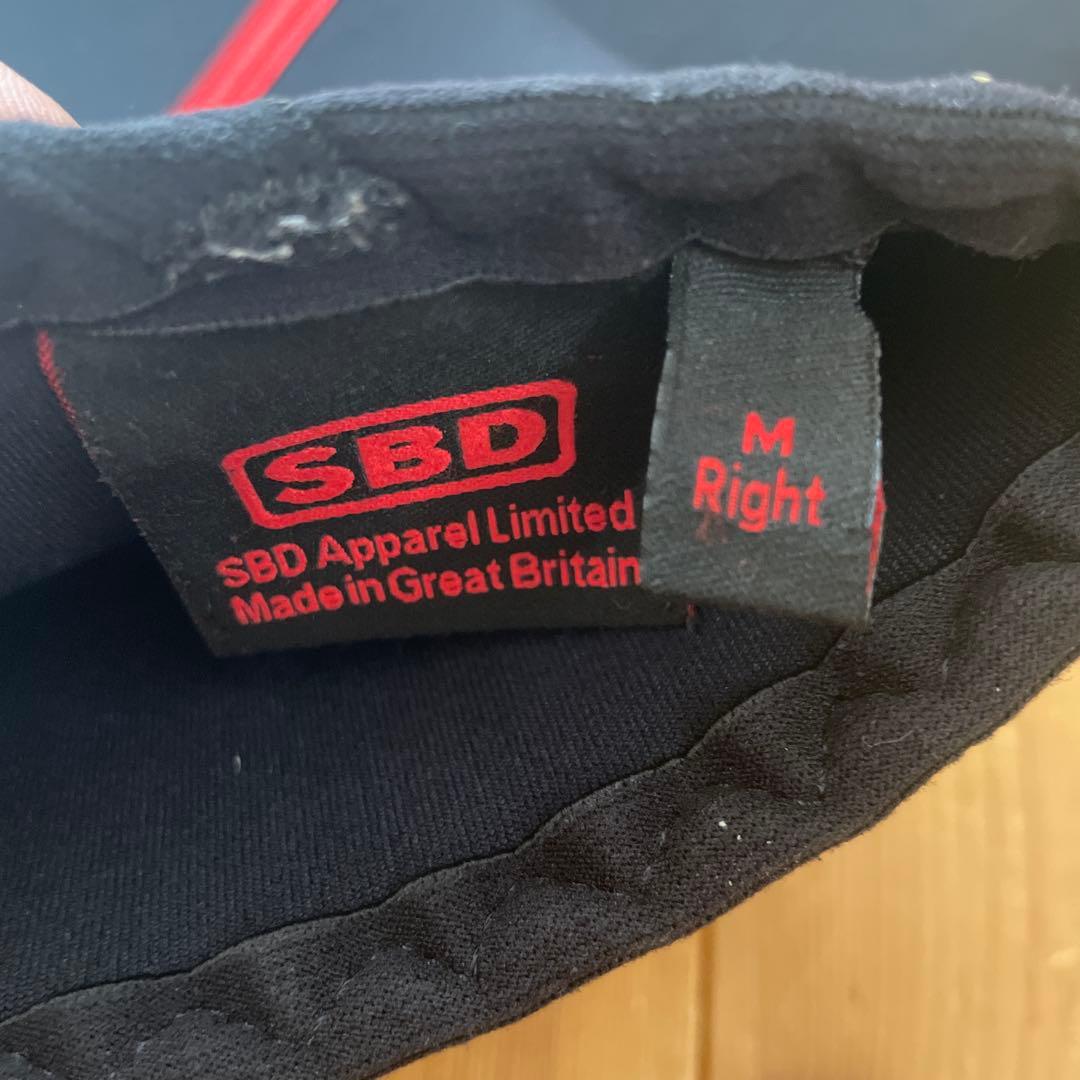 SBD
SBD Apparel Limited
Made in Great Britain
M
Right